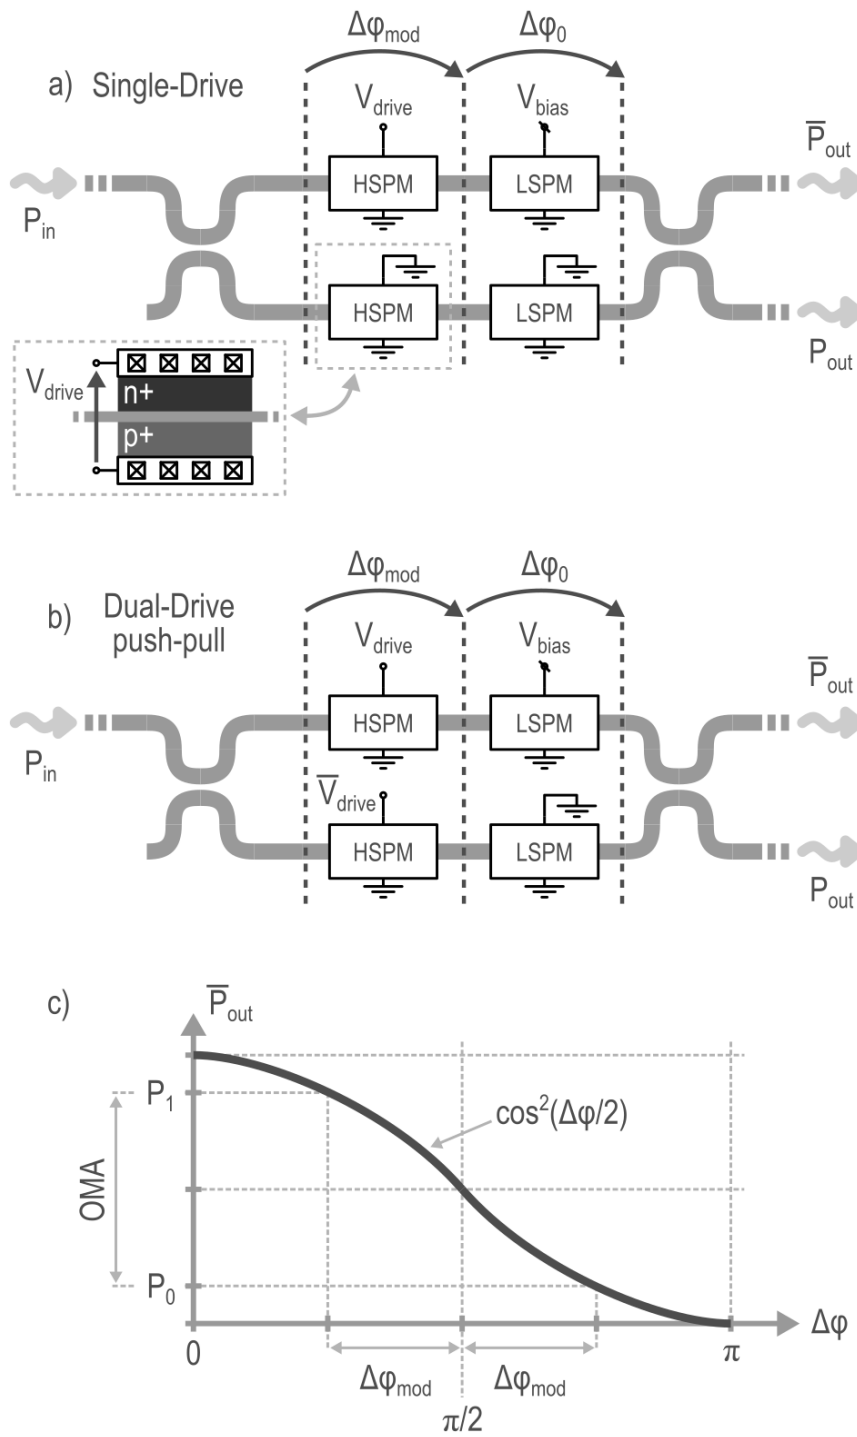 Δφmod Δφ0
a) Single-Drive
Vdrive Vbias
P̅out
HSPM LSPM
Pin
HSPM LSPM
Pout
Vdrive
n+
p+
Δφmod Δφ0
b) Dual-Drive
push-pull
Vdrive Vbias
P̅out
HSPM LSPM
Pin
V̅drive
HSPM LSPM
Pout
c) P̅out
P1
cos²(Δφ/2)
OMA
P0
Δφ
0 π
Δφmod Δφmod
π/2